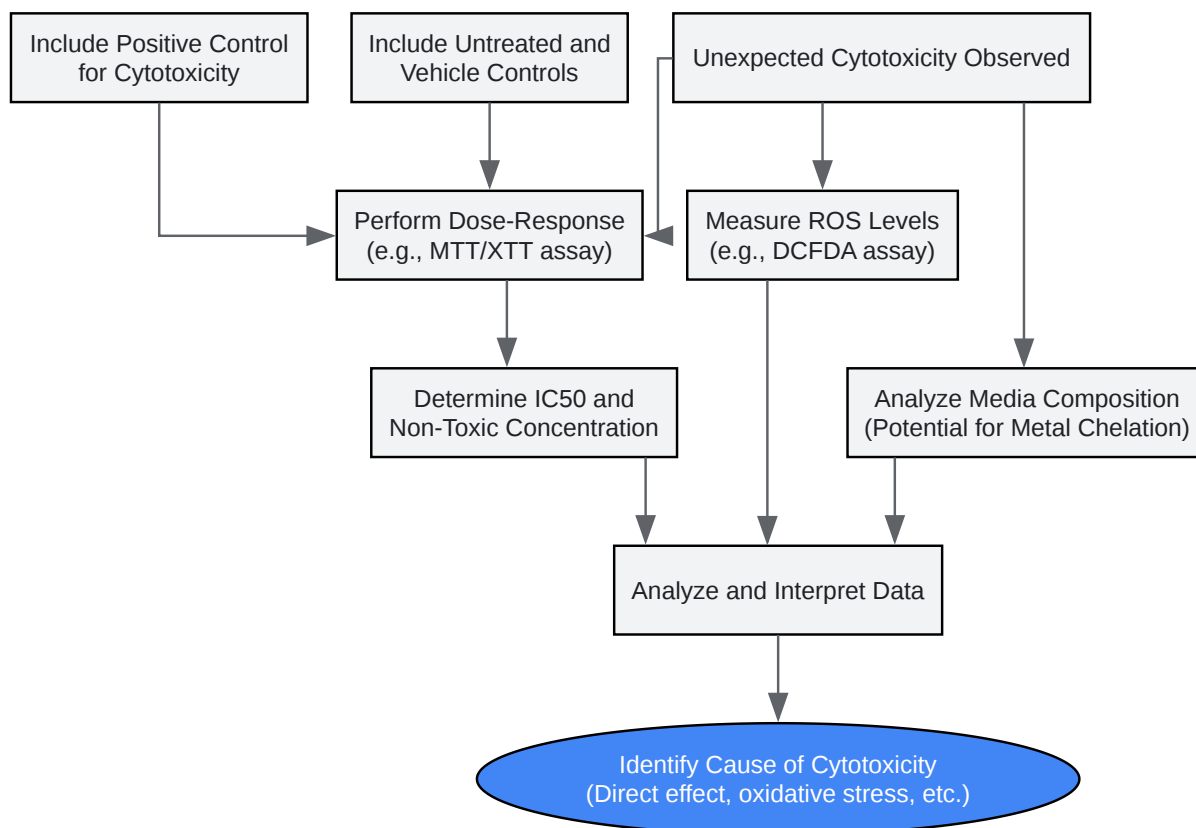 Include Positive Control
for Cytotoxicity
Include Untreated and
Vehicle Controls
Unexpected Cytotoxicity Observed
Perform Dose-Response
(e.g., MTT/XTT assay)
Measure ROS Levels
(e.g., DCFDA assay)
Determine IC50 and
Non-Toxic Concentration
Analyze Media Composition
(Potential for Metal Chelation)
Analyze and Interpret Data
Identify Cause of Cytotoxicity
(Direct effect, oxidative stress, etc.)